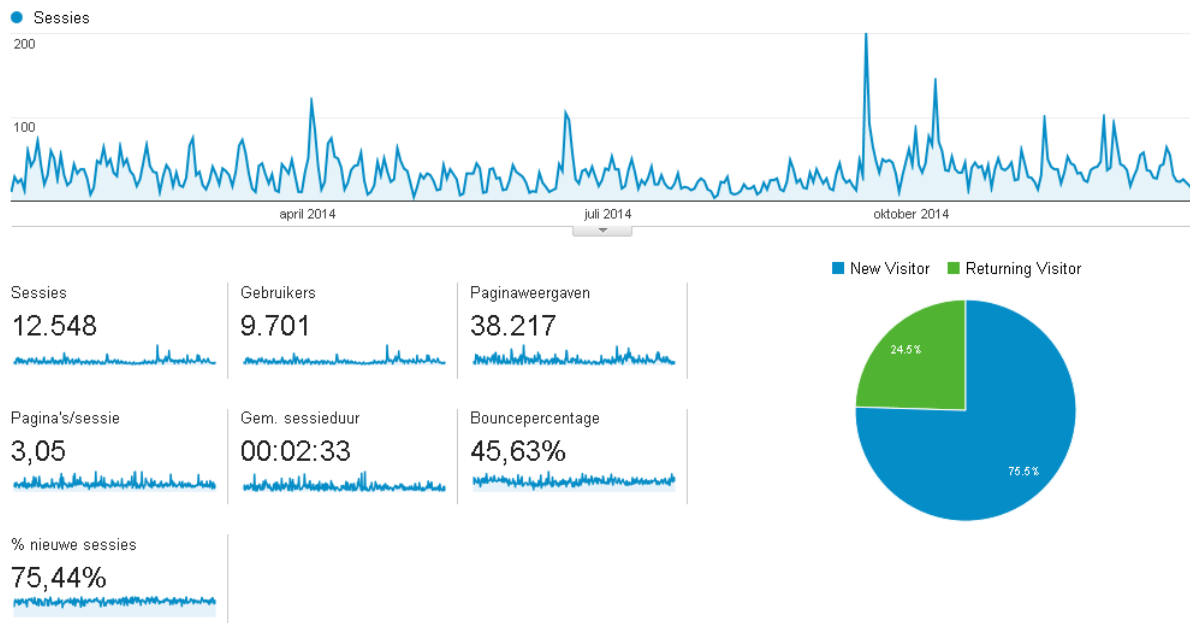 Sessies
200
100
april 2014
juli 2014
oktober 2014
New Visitor
Returning Visitor
Sessies
12.548
Gebruikers
9.701
Paginaweergaven
38.217
24.5%
75.5%
Pagina's/sessie
3,05
Gem. sessieduur
00:02:33
Bouncepercentage
45,63%
% nieuwe sessies
75,44%